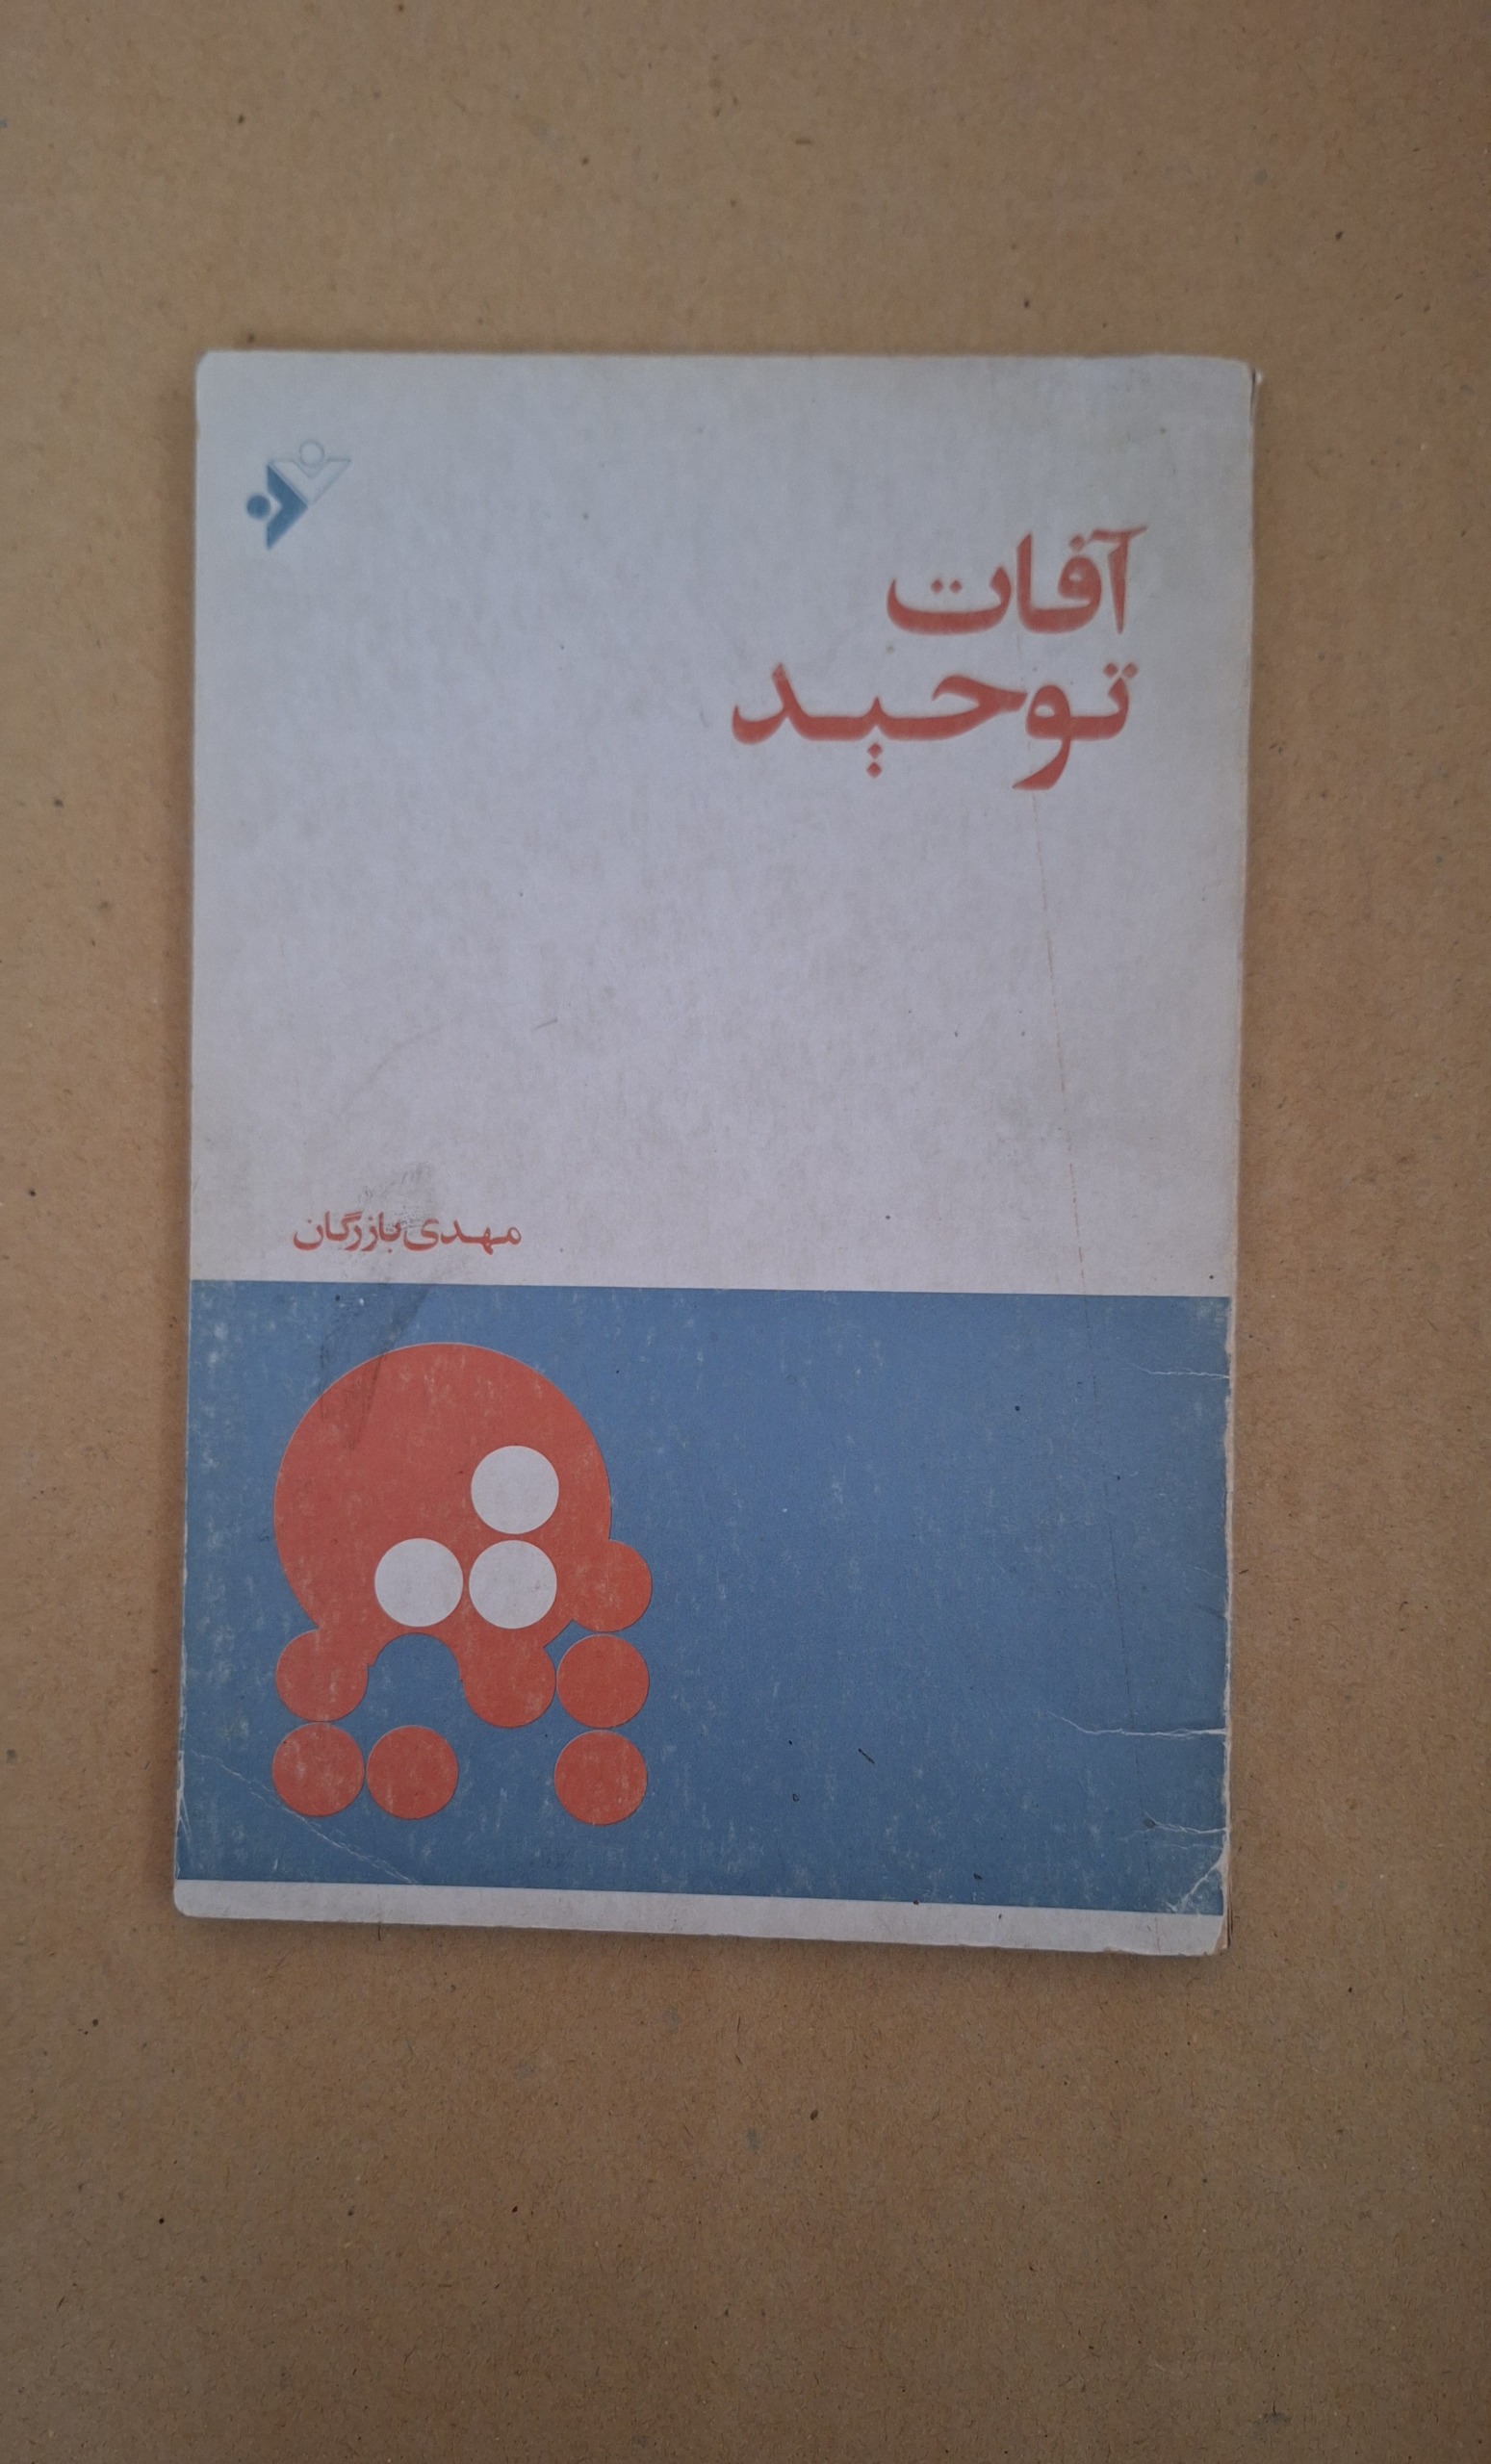 آفات
توحید
مهدی بازرگان